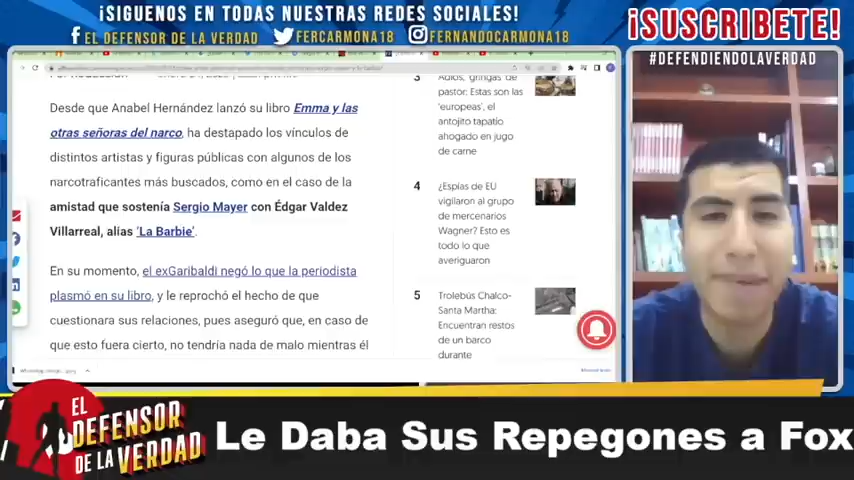 ¡SIGUENOS EN TODAS NUESTRAS REDES SOCIALES!
EL DEFENSOR DE LA VERDAD
FERCARMONA18
FERNANDOCARMONA18
¡SUSCRIBETE!
#DEFENDIENDOLAVERDAD
Desde que Anabel Hernández lanzó su libro Emma y las
otras señoras del narco, ha destapado los vínculos de
distintos artistas y figuras públicas con algunos de los
narcotraficantes más buscados, como en el caso de la
amistad que sostenía Sergio Mayer con Édgar Valdez
Villarreal, alias 'La Barbie'.
En su momento, el exGaribaldi negó lo que la periodista
plasmó en su libro, y le reprochó el hecho de que
cuestionara sus relaciones, pues aseguró que, en caso de
que esto fuera cierto, no tendría nada de malo mientras él
3
Adiós, 'gringas' de
pastor: Estas son las
'europeas', el
antojito tapatío
ahogado en jugo
de carne
4
¿Espías de EU
vigilaron al grupo
de mercenarios
Wagner? Esto es
todo lo que
averiguaron
5
Trolebús Chalco-
Santa Martha:
Encuentran restos
de un barco
durante
EL
DEFENSOR
DE LA VERDAD
Le Daba Sus Repegones a Fox